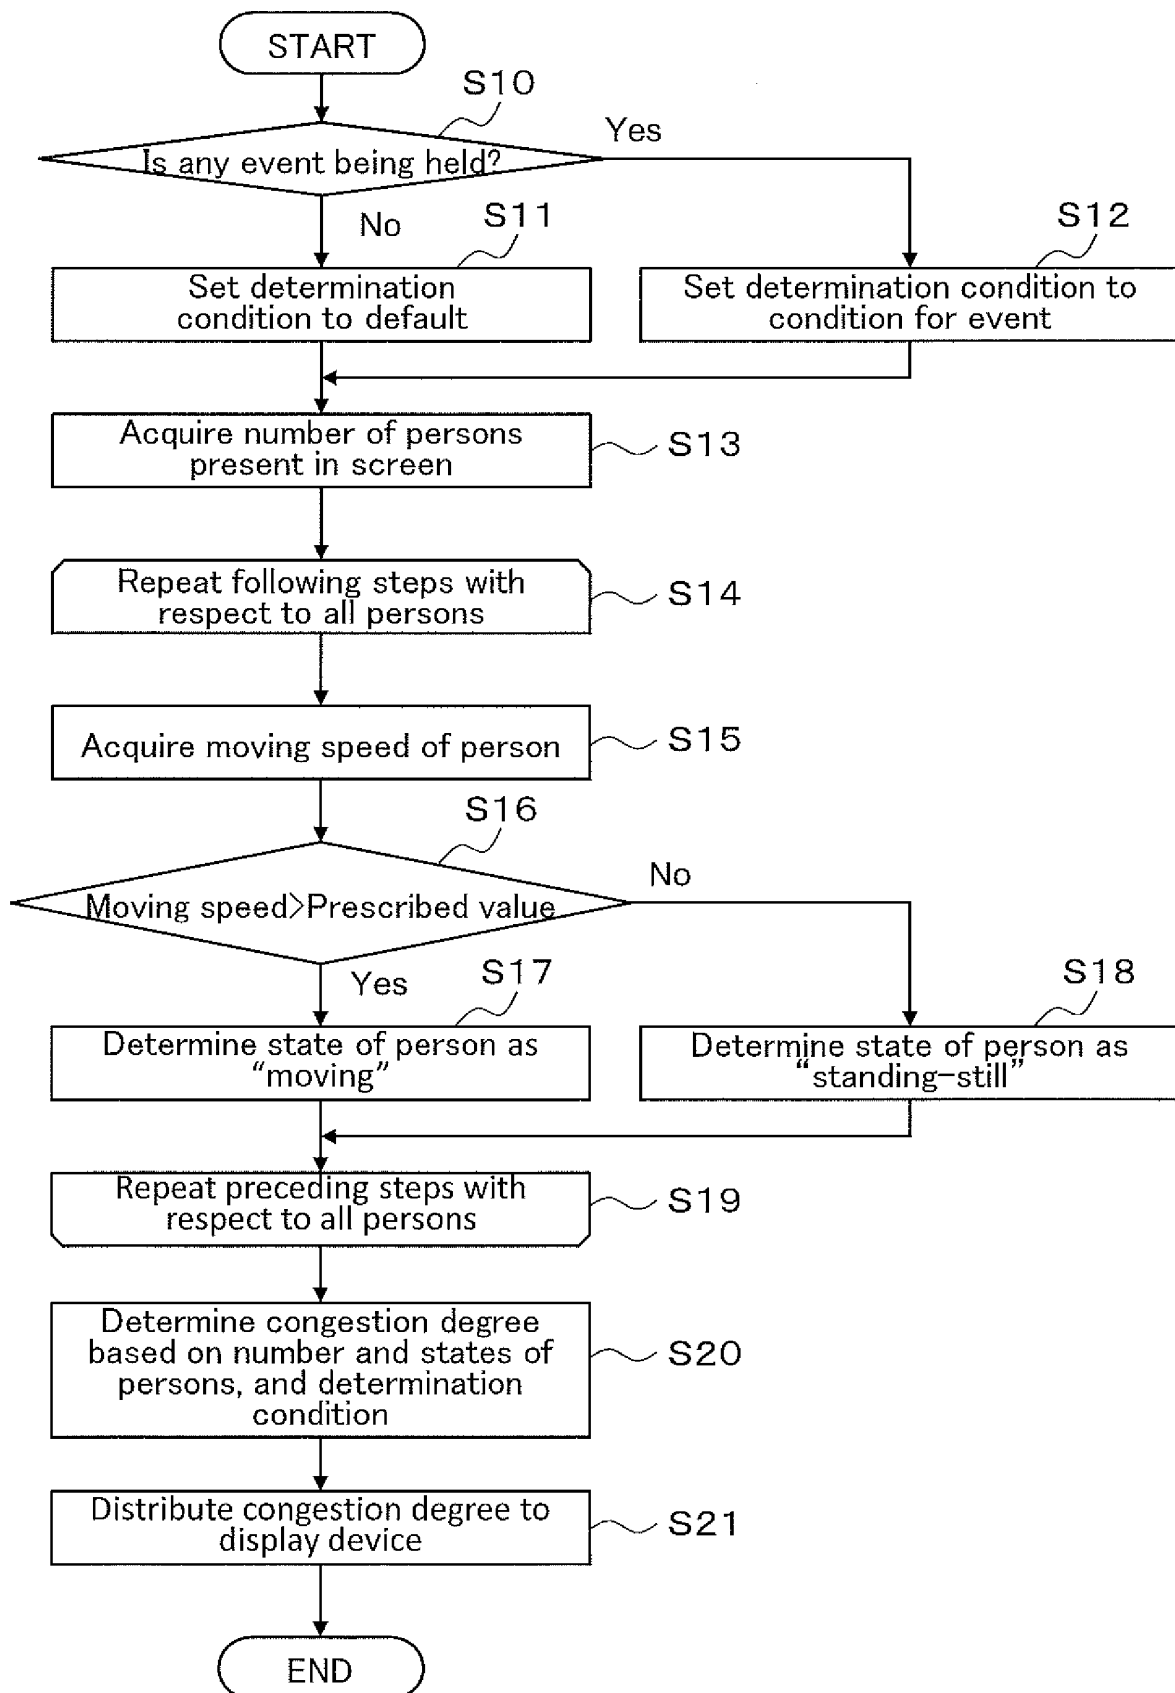 START
S10
Yes
Is any event being held?
No
S11
S12
Set determination
condition to default
Set determination condition to
condition for event
Acquire number of persons
present in screen
S13
Repeat following steps with
respect to all persons
S14
Acquire moving speed of person
S15
S16
No
Moving speed>Prescribed value
Yes
S17
S18
Determine state of person as
“moving”
Determine state of person as
“standing-still”
Repeat preceding steps with
respect to all persons
S19
Determine congestion degree
based on number and states of
persons, and determination
condition
S20
Distribute congestion degree to
display device
S21
END